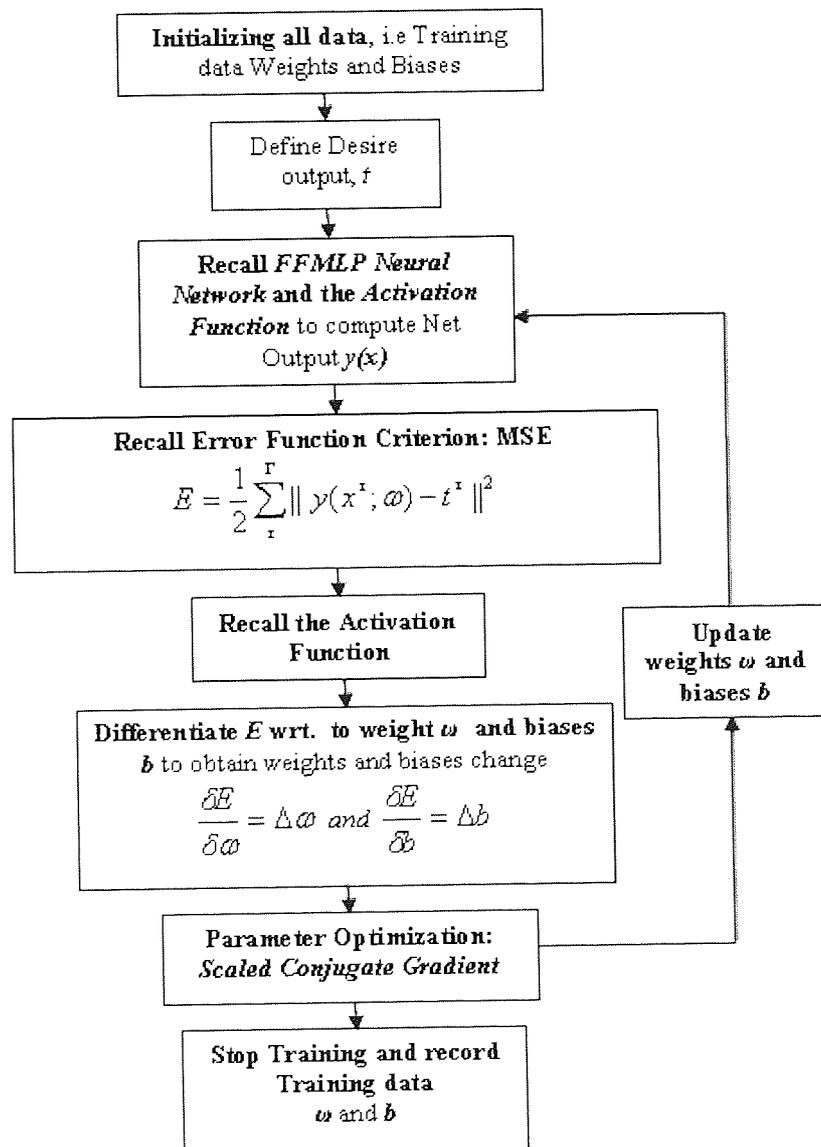 Initializing all data, i.e Training
data Weights and Biases
Define Desire
output, t
Recall FFMLP Neural
Network and the Activation
Function to compute Net
Output y(x)
Recall Error Function Criterion: MSE
E = 1/2 ∑_r^Γ || y(x^r; ω) − t^r ||^2
Recall the Activation
Function
Update
weights ω and
biases b
Differentiate E wrt. to weight ω and biases
b to obtain weights and biases change
δE/δω = Δω and δE/δb = Δb
Parameter Optimization:
Scaled Conjugate Gradient
Stop Training and record
Training data
ω and b